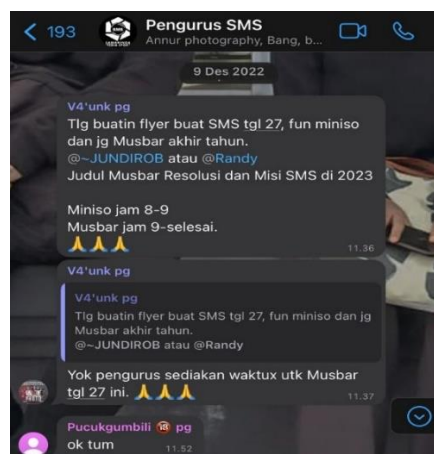 193
Pengurus SMS
Annur photography, Bang, b...
9 Des 2022
V4'unk pg
Tlg buatin flyer buat SMS tgl 27, fun miniso
dan jg Musbar akhir tahun.
@~JUNDIROB atau @Randy
Judul Musbar Resolusi dan Misi SMS di 2023
Miniso jam 8-9
Musbar jam 9-selesai.
🙏🙏🙏
11.36
V4'unk pg
V4'unk pg
Tlg buatin flyer buat SMS tgl 27, fun miniso dan jg
Musbar akhir tahun.
@~JUNDIROB atau @Randy
Yok pengurus sediakan waktux utk Musbar
tgl 27 ini. 🙏🙏🙏
11.37
Pucukgumbili 🔞 pg
ok tum
11.52